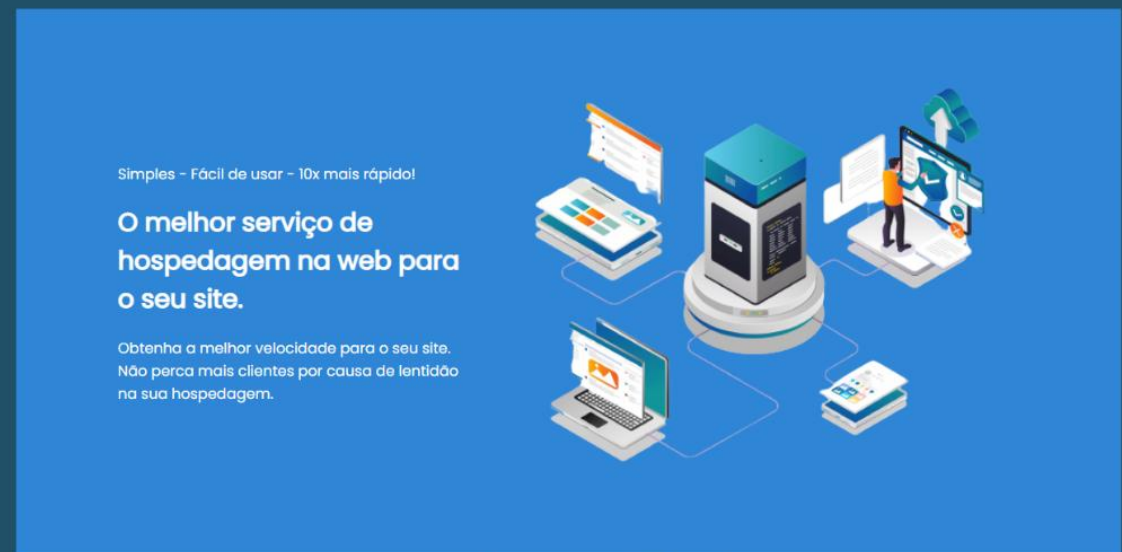 Simples - Fácil de usar - 10x mais rápido!
O melhor serviço de
hospedagem na web para
o seu site.
Obtenha a melhor velocidade para o seu site.
Não perca mais clientes por causa de lentidão
na sua hospedagem.